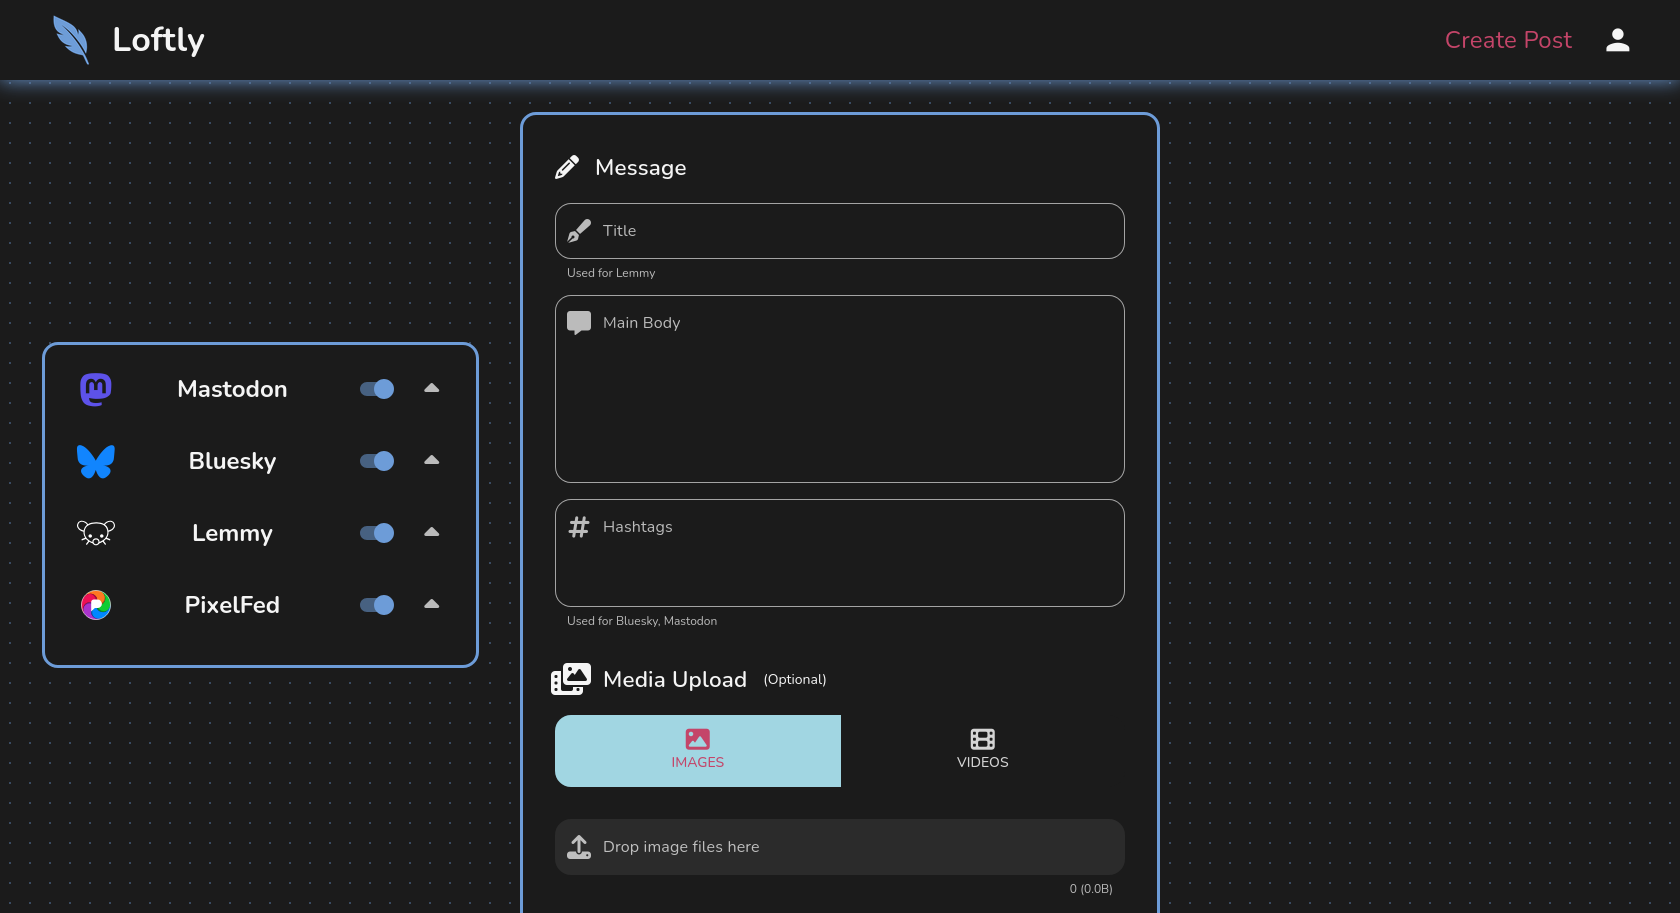 Loftly
Create Post
Mastodon
Bluesky
Lemmy
PixelFed
Message
Title
Used for Lemmy
Main Body
Hashtags
Used for Bluesky, Mastodon
Media Upload (Optional)
IMAGES
VIDEOS
Drop image files here
0 (0.0B)